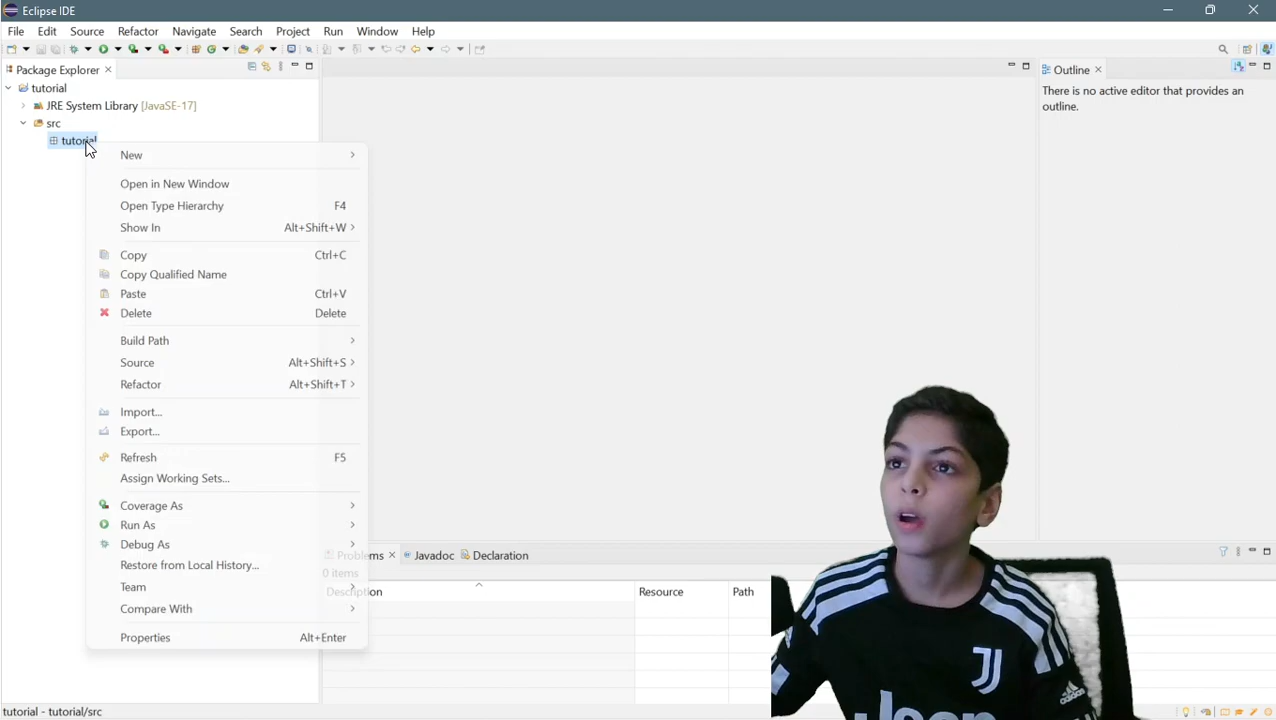 Eclipse IDE
File Edit Source Refactor Navigate Search Project Run Window Help
Package Explorer
tutorial
JRE System Library [JavaSE-17]
src
tutorial
New
Open in New Window
Open Type Hierarchy F4
Show In Alt+Shift+W
Copy Ctrl+C
Copy Qualified Name
Paste Ctrl+V
Delete Delete
Build Path
Source Alt+Shift+S
Refactor Alt+Shift+T
Import...
Export...
Refresh F5
Assign Working Sets...
Coverage As
Run As
Debug As
Restore from Local History...
Team
Compare With
Properties Alt+Enter
Outline
There is no active editor that provides an
outline.
Problems Javadoc Declaration
0 items
Description Resource Path
Jeep
adidas
tutorial - tutorial/src